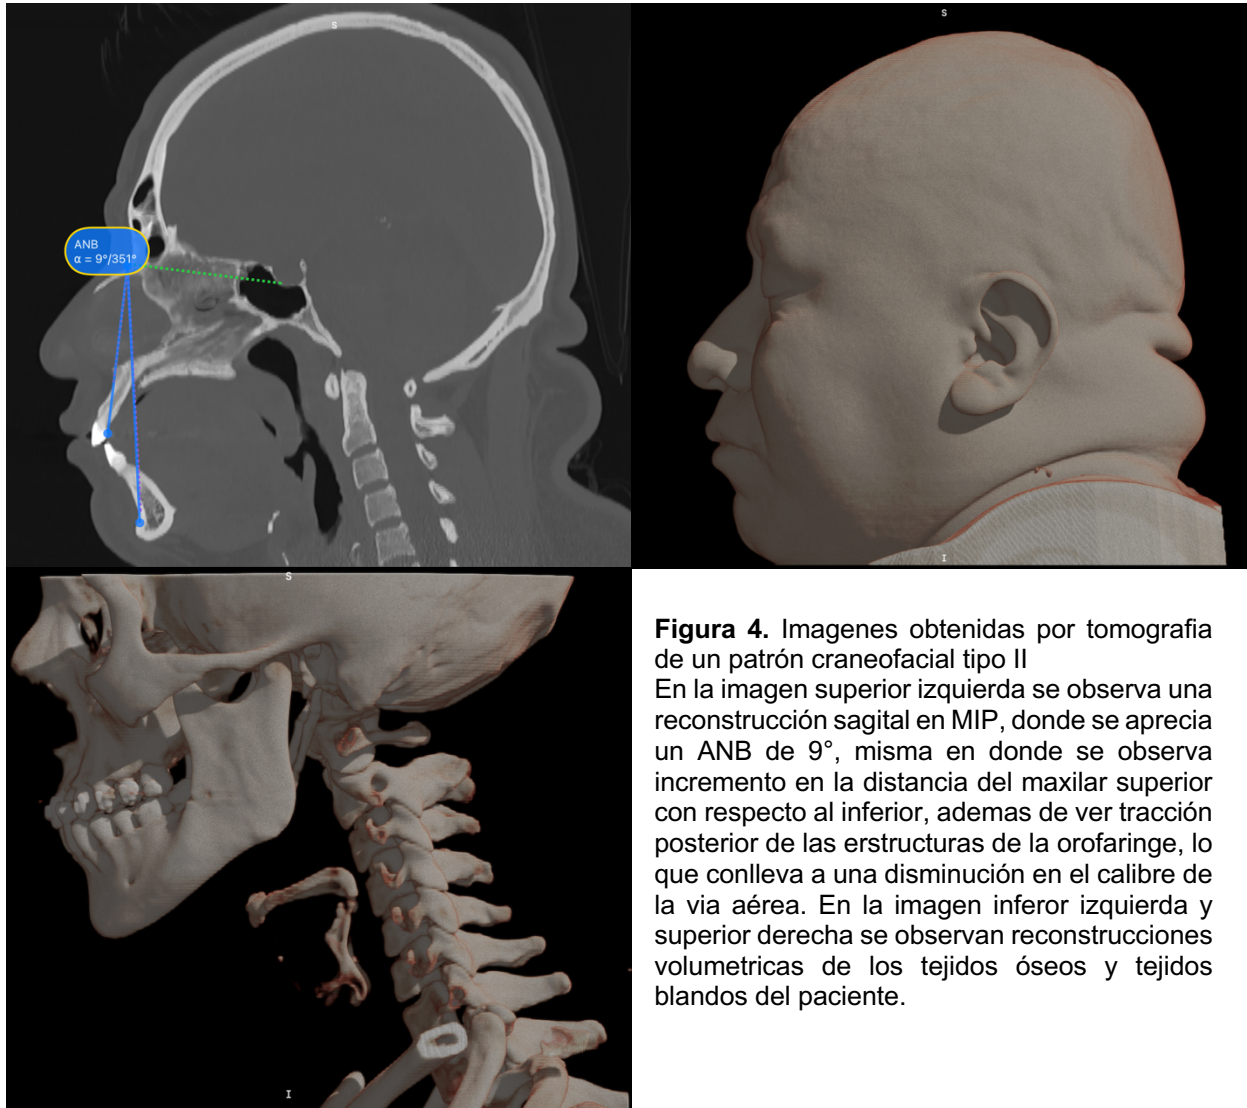 S
S
ANB
α = 9°/351°
I
S
Figura 4. Imagenes obtenidas por tomografia
de un patrón craneofacial tipo II
En la imagen superior izquierda se observa una
reconstrucción sagital en MIP, donde se aprecia
un ANB de 9°, misma en donde se observa
incremento en la distancia del maxilar superior
con respecto al inferior, ademas de ver tracción
posterior de las erstructuras de la orofaringe, lo
que conlleva a una disminución en el calibre de
la via aérea. En la imagen inferor izquierda y
superior derecha se observan reconstrucciones
volumetricas de los tejidos óseos y tejidos
blandos del paciente.
I